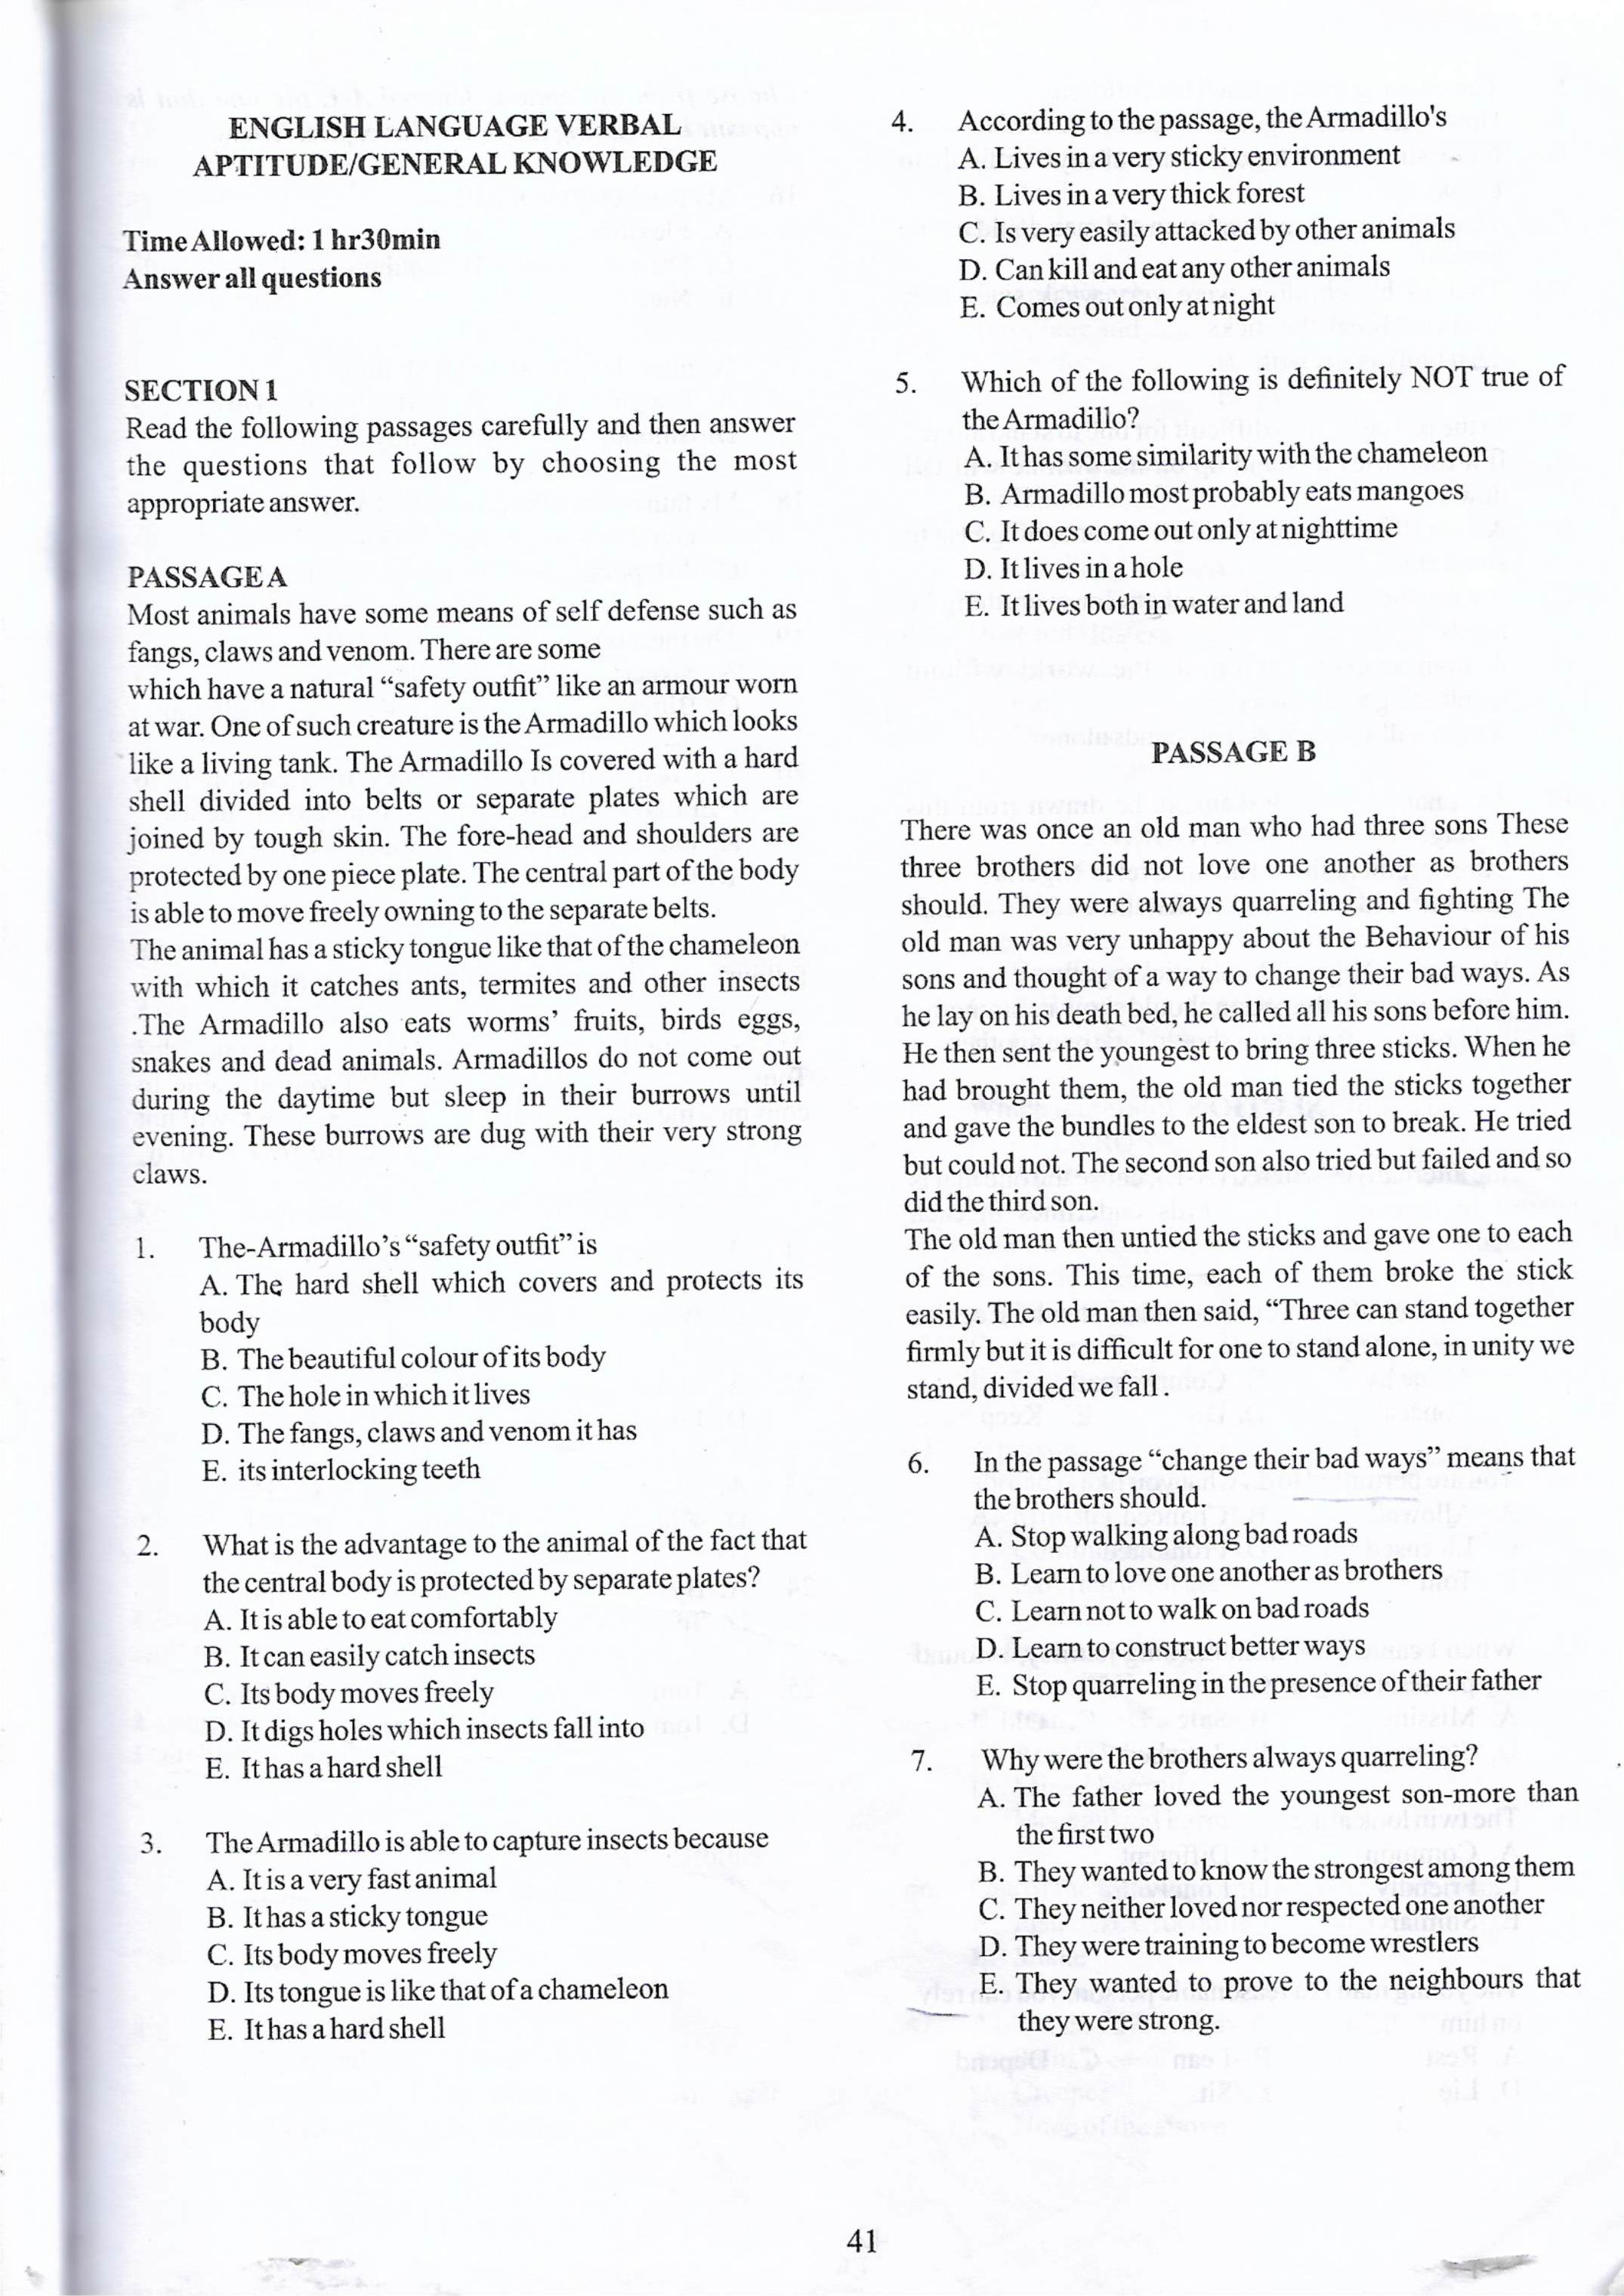 ENGLISH LANGUAGE VERBAL
APTITUDE/GENERAL KNOWLEDGE
Time Allowed: 1 hr30min
Answer all questions
SECTION 1
Read the following passages carefully and then answer
the questions that follow by choosing the most
appropriate answer.
PASSAGE A
Most animals have some means of self defense such as
fangs, claws and venom. There are some
which have a natural “safety outfit” like an armour worn
at war. One of such creature is the Armadillo which looks
like a living tank. The Armadillo Is covered with a hard
shell divided into belts or separate plates which are
joined by tough skin. The fore-head and shoulders are
protected by one piece plate. The central part of the body
is able to move freely owning to the separate belts.
The animal has a sticky tongue like that of the chameleon
with which it catches ants, termites and other insects
.The Armadillo also eats worms’ fruits, birds eggs,
snakes and dead animals. Armadillos do not come out
during the daytime but sleep in their burrows until
evening. These burrows are dug with their very strong
claws.
1. The-Armadillo’s “safety outfit” is
A. The hard shell which covers and protects its
body
B. The beautiful colour of its body
C. The hole in which it lives
D. The fangs, claws and venom it has
E. its interlocking teeth
2. What is the advantage to the animal of the fact that
the central body is protected by separate plates?
A. It is able to eat comfortably
B. It can easily catch insects
C. Its body moves freely
D. It digs holes which insects fall into
E. It has a hard shell
3. The Armadillo is able to capture insects because
A. It is a very fast animal
B. It has a sticky tongue
C. Its body moves freely
D. Its tongue is like that of a chameleon
E. It has a hard shell
4. According to the passage, the Armadillo's
A. Lives in a very sticky environment
B. Lives in a very thick forest
C. Is very easily attacked by other animals
D. Can kill and eat any other animals
E. Comes out only at night
5. Which of the following is definitely NOT true of
the Armadillo?
A. It has some similarity with the chameleon
B. Armadillo most probably eats mangoes
C. It does come out only at nighttime
D. It lives in a hole
E. It lives both in water and land
PASSAGE B
There was once an old man who had three sons These
three brothers did not love one another as brothers
should. They were always quarreling and fighting The
old man was very unhappy about the Behaviour of his
sons and thought of a way to change their bad ways. As
he lay on his death bed, he called all his sons before him.
He then sent the youngest to bring three sticks. When he
had brought them, the old man tied the sticks together
and gave the bundles to the eldest son to break. He tried
but could not. The second son also tried but failed and so
did the third son.
The old man then untied the sticks and gave one to each
of the sons. This time, each of them broke the stick
easily. The old man then said, “Three can stand together
firmly but it is difficult for one to stand alone, in unity we
stand, divided we fall.
6. In the passage “change their bad ways” means that
the brothers should.
A. Stop walking along bad roads
B. Learn to love one another as brothers
C. Learn not to walk on bad roads
D. Learn to construct better ways
E. Stop quarreling in the presence of their father
7. Why were the brothers always quarreling?
A. The father loved the youngest son-more than
the first two
B. They wanted to know the strongest among them
C. They neither loved nor respected one another
D. They were training to become wrestlers
E. They wanted to prove to the neighbours that
they were strong.
41